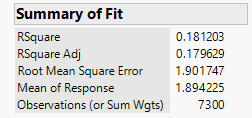 Summary of Fit
RSquare 0.181203
RSquare Adj 0.179629
Root Mean Square Error 1.901747
Mean of Response 1.894225
Observations (or Sum Wgts) 7300